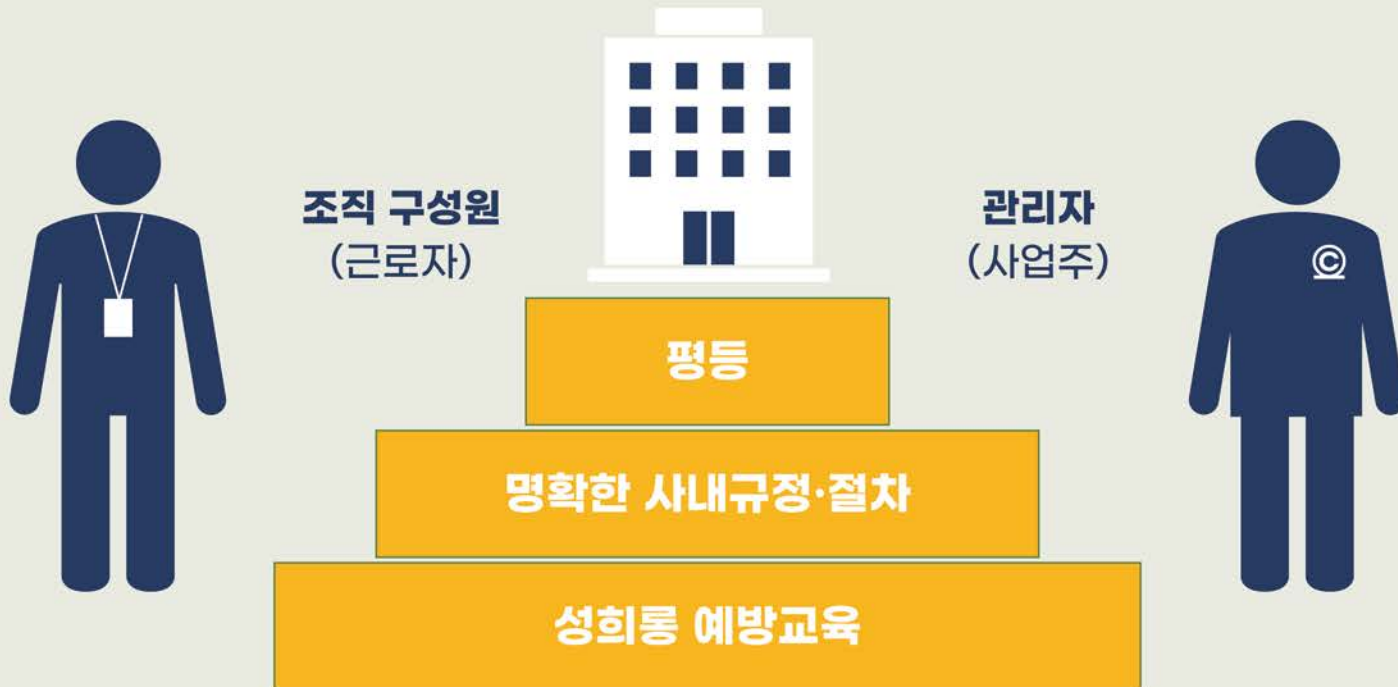 조직 구성원
(근로자)
관리자
(사업주)
평등
명확한 사내규정·절차
성희롱 예방교육